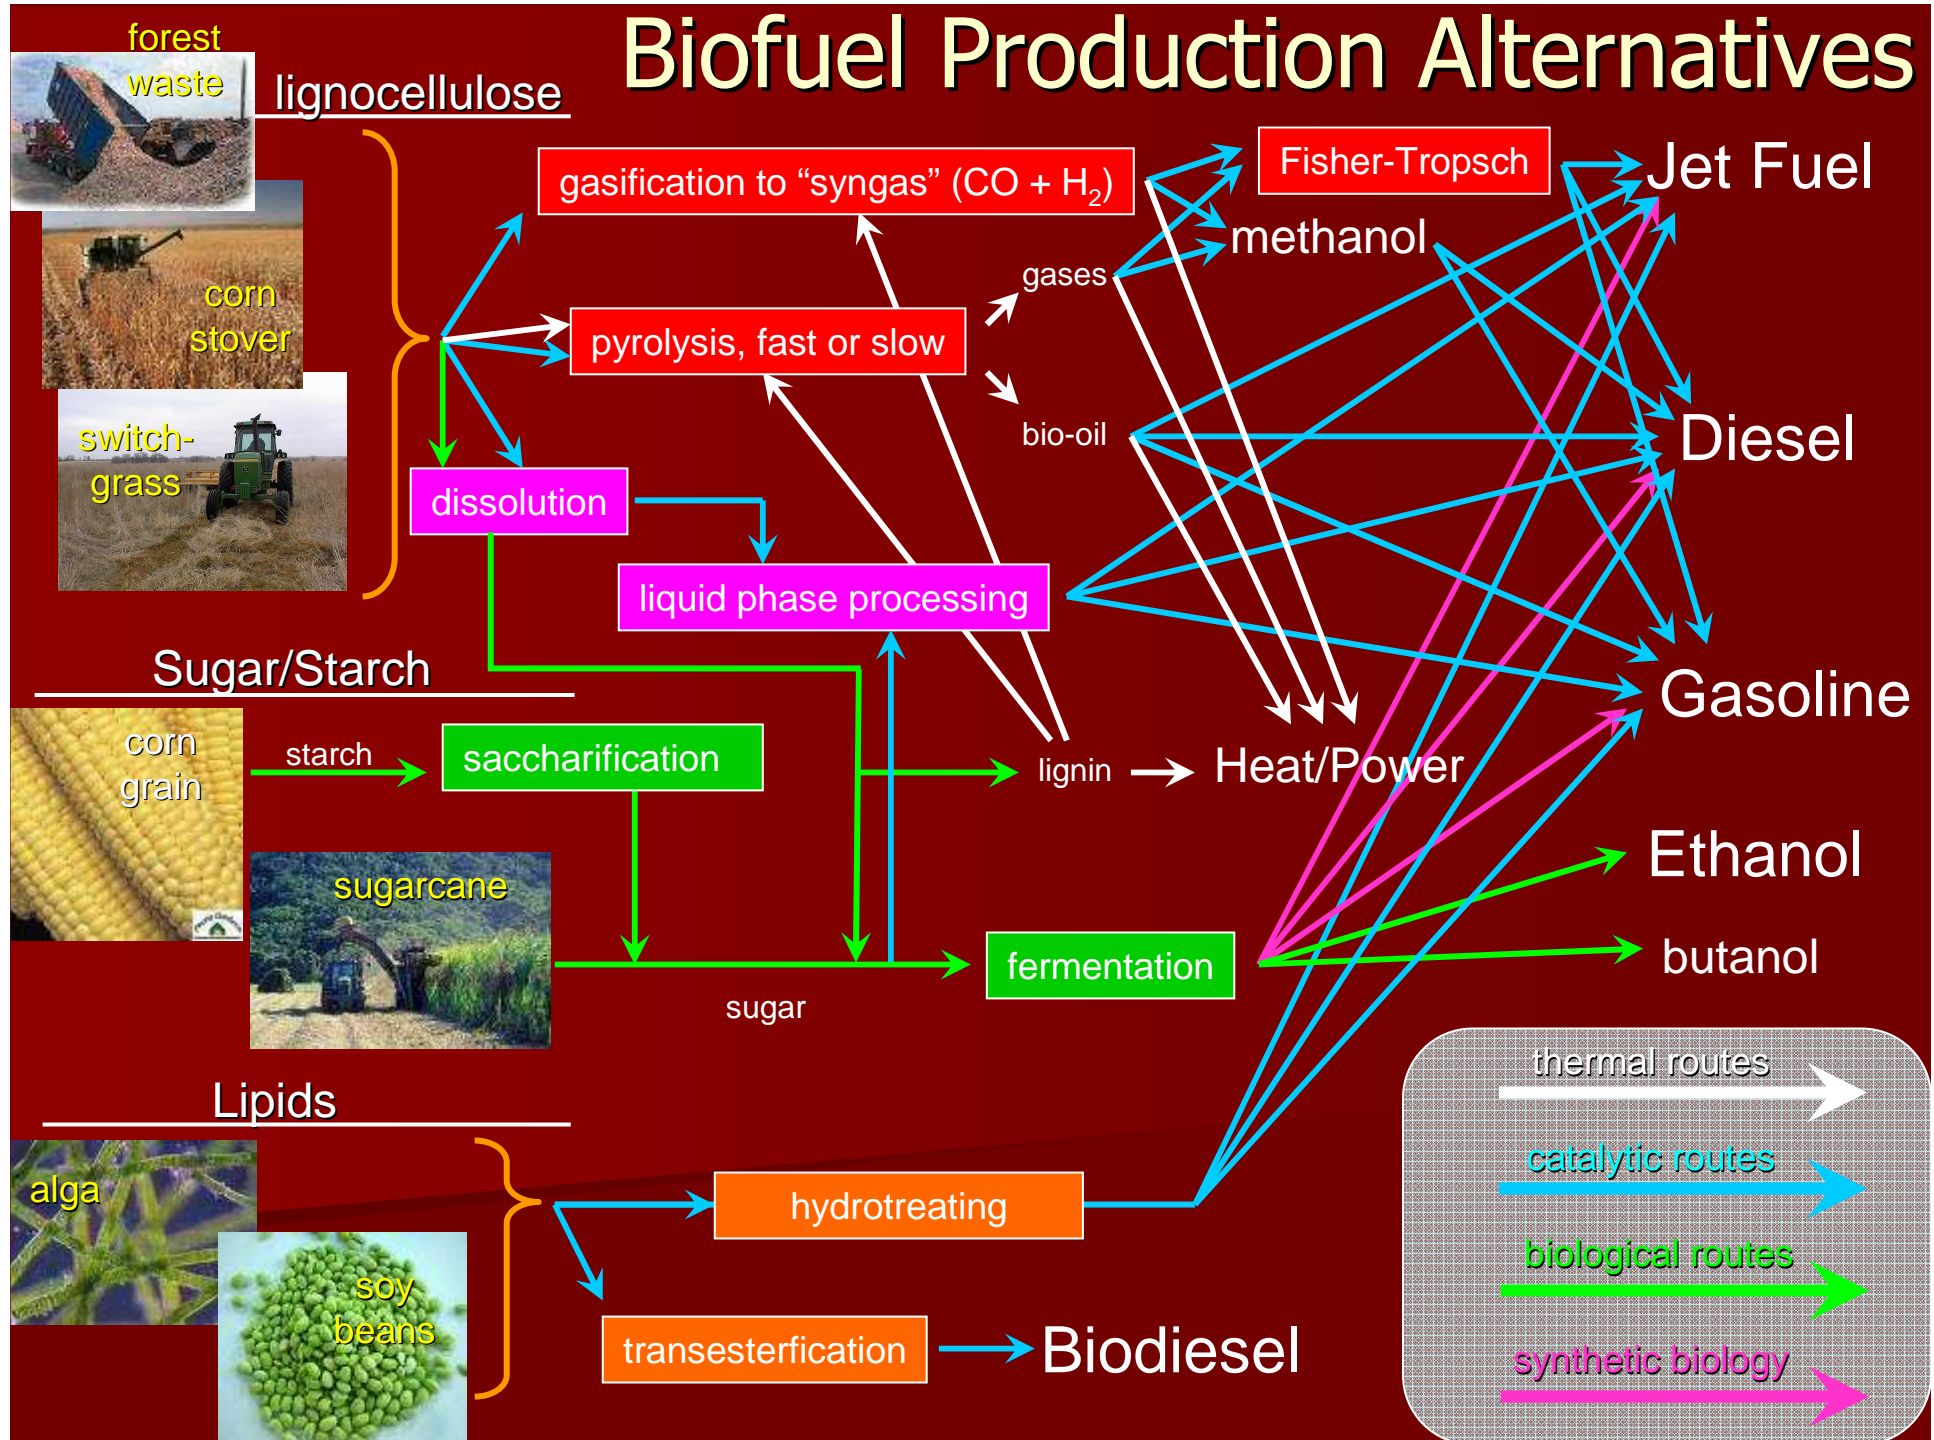 Biofuel Production Alternatives
forest
waste
lignocellulose
corn
stover
switch-
grass
gasification to “syngas” (CO + H₂)
Fisher-Tropsch
Jet Fuel
methanol
gases
pyrolysis, fast or slow
bio-oil
Diesel
dissolution
liquid phase processing
Sugar/Starch
Gasoline
corn
grain
starch
saccharification
lignin
Heat/Power
sugarcane
Ethanol
fermentation
butanol
sugar
Lipids
alga
soy
beans
hydrotreating
transesterfication
Biodiesel
thermal routes
catalytic routes
biological routes
synthetic biology